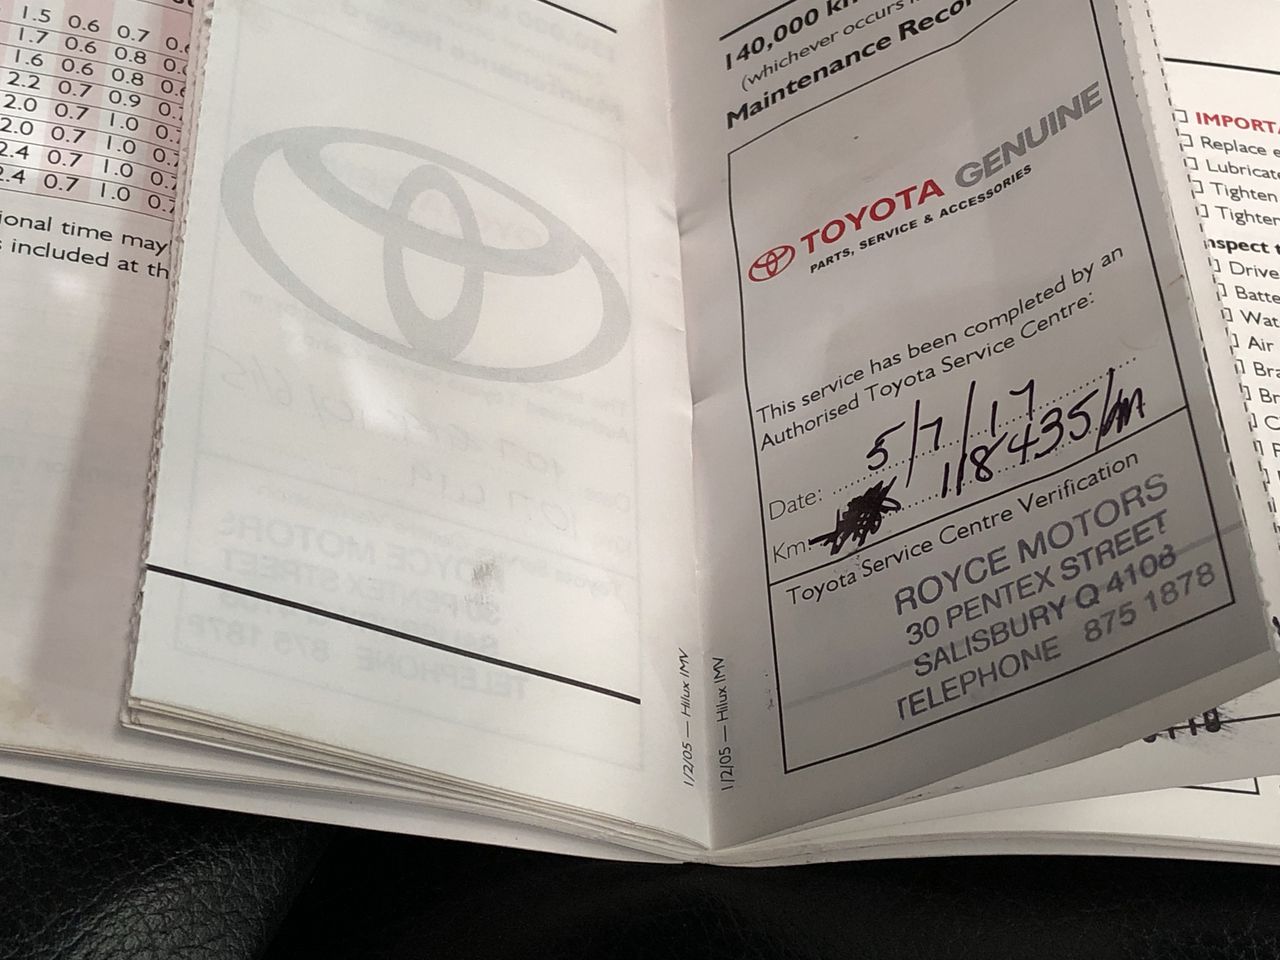 1.5 0.6 0.7
1.7 0.6 0.8
1.6 0.6 0.8
2.2 0.7 0.9
2.0 0.7 1.0
2.0 0.7 1.0
2.4 0.7 1.0
2.4 0.7 1.0
ional time may
included at th
1/2/05 — Hilux IMV
140,000 km
(whichever occurs
Maintenance Reco
TOYOTA GENUINE
PARTS, SERVICE & ACCESSORIES
This service has been completed by an
Authorised Toyota Service Centre:
Date: 5/7/17
Km: 118435
Toyota Service Centre Verification
ROYCE MOTORS
30 PENTEX STREET
SALISBURY Q 4108
TELEPHONE 875 1878
1/2/05 — Hilux IMV
IMPORTA
Replace e
Lubricate
Tighten
Tighten
nspect t
Drive
Batte
Wat
Air
Bra
Br